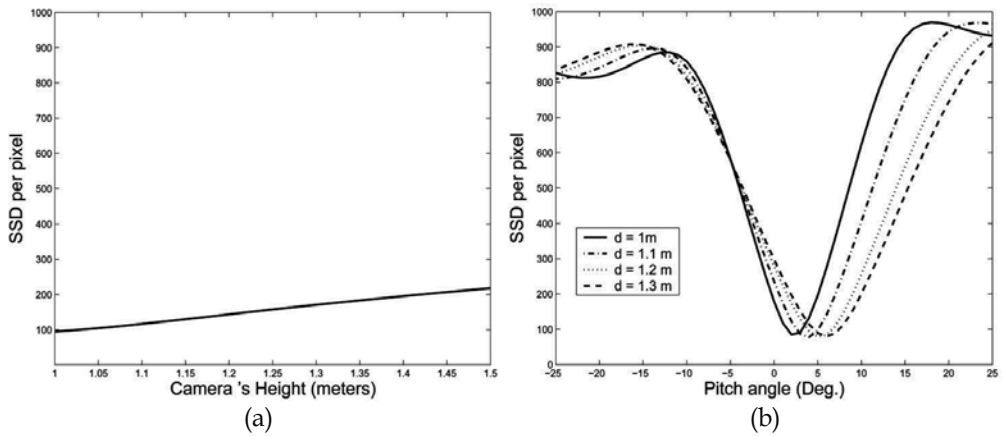 1000
900
800
700
600
500
400
300
200
100
SSD per pixel
1 1.05 1.1 1.15 1.2 1.25 1.3 1.35 1.4 1.45 1.5
Camera 's Height (meters)
(a)
1000
900
800
700
600
500
400
300
200
100
0
SSD per pixel
d = 1m
d = 1.1 m
d = 1.2 m
d = 1.3 m
−25 −20 −15 −10 −5 0 5 10 15 20 25
Pitch angle (Deg.)
(b)